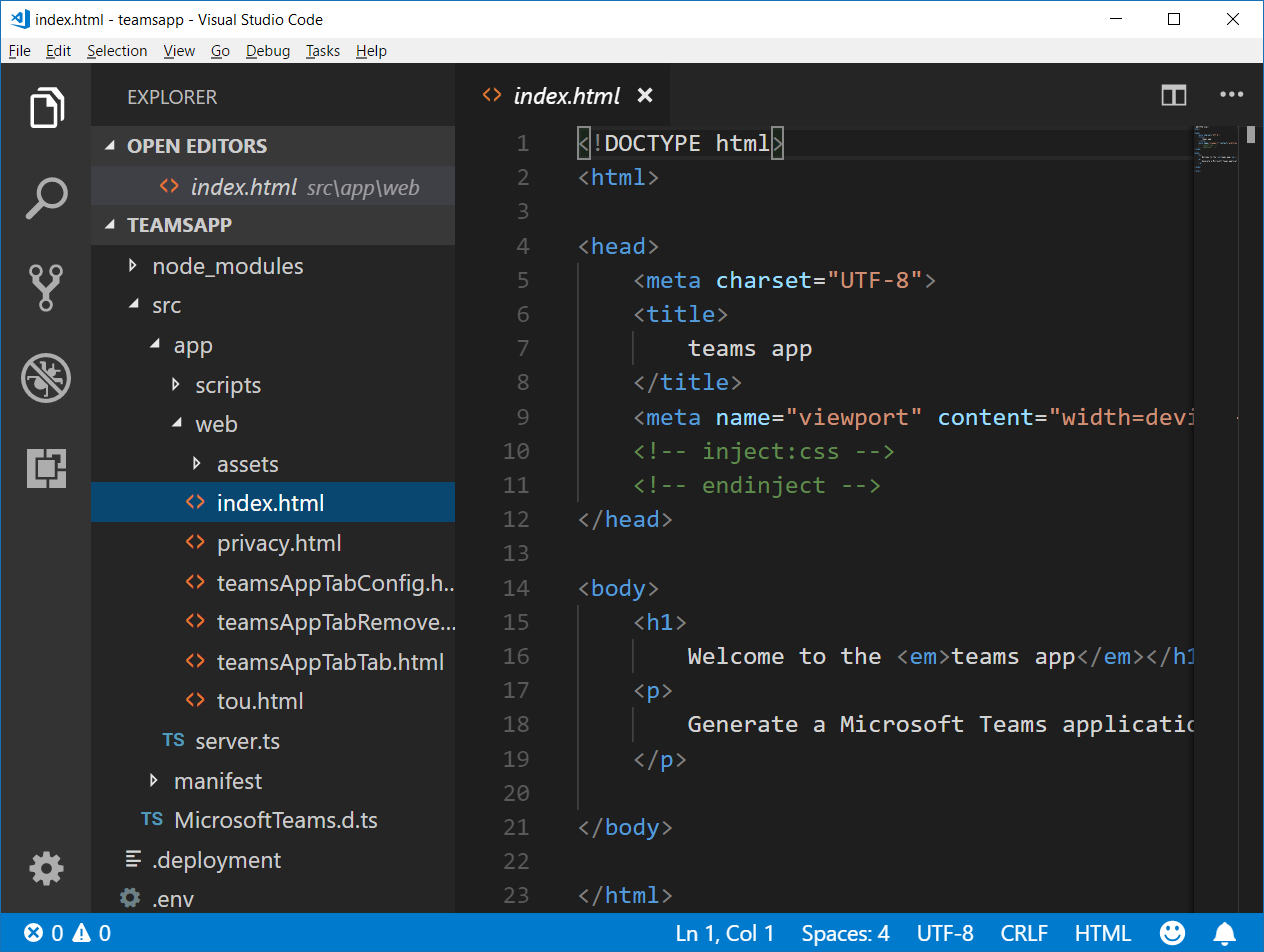 index.html - teamsapp - Visual Studio Code
File Edit Selection View Go Debug Tasks Help
EXPLORER
OPEN EDITORS
index.html src\app\web
TEAMSAPP
node_modules
src
app
scripts
web
assets
index.html
privacy.html
teamsAppTabConfig.h...
teamsAppTabRemove...
teamsAppTabTab.html
tou.html
TS server.ts
manifest
TS MicrosoftTeams.d.ts
.deployment
.env
index.html
1 <!DOCTYPE html>
2 <html>
3
4 <head>
5     <meta charset="UTF-8">
6     <title>
7         teams app
8     </title>
9     <meta name="viewport" content="width=devi
10     <!-- inject:css -->
11     <!-- endinject -->
12 </head>
13
14 <body>
15     <h1>
16         Welcome to the <em>teams app</em></h1
17     <p>
18         Generate a Microsoft Teams applicatio
19     </p>
20
21 </body>
22
23 </html>
0 0 Ln 1, Col 1 Spaces: 4 UTF-8 CRLF HTML